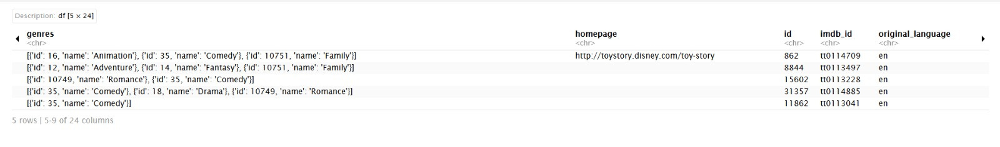 Description: df [5 × 24]
genres homepage id imdb_id original_language
<chr> <chr> <chr> <chr> <chr>
[{'id': 16, 'name': 'Animation'}, {'id': 35, 'name': 'Comedy'}, {'id': 10751, 'name': 'Family'}] http://toystory.disney.com/toy-story 862 tt0114709 en
[{'id': 12, 'name': 'Adventure'}, {'id': 14, 'name': 'Fantasy'}, {'id': 10751, 'name': 'Family'}] 8844 tt0113497 en
[{'id': 10749, 'name': 'Romance'}, {'id': 35, 'name': 'Comedy'}] 15602 tt0113228 en
[{'id': 35, 'name': 'Comedy'}, {'id': 18, 'name': 'Drama'}, {'id': 10749, 'name': 'Romance'}] 31357 tt0114885 en
[{'id': 35, 'name': 'Comedy'}] 11862 tt0113041 en
5 rows | 5-9 of 24 columns